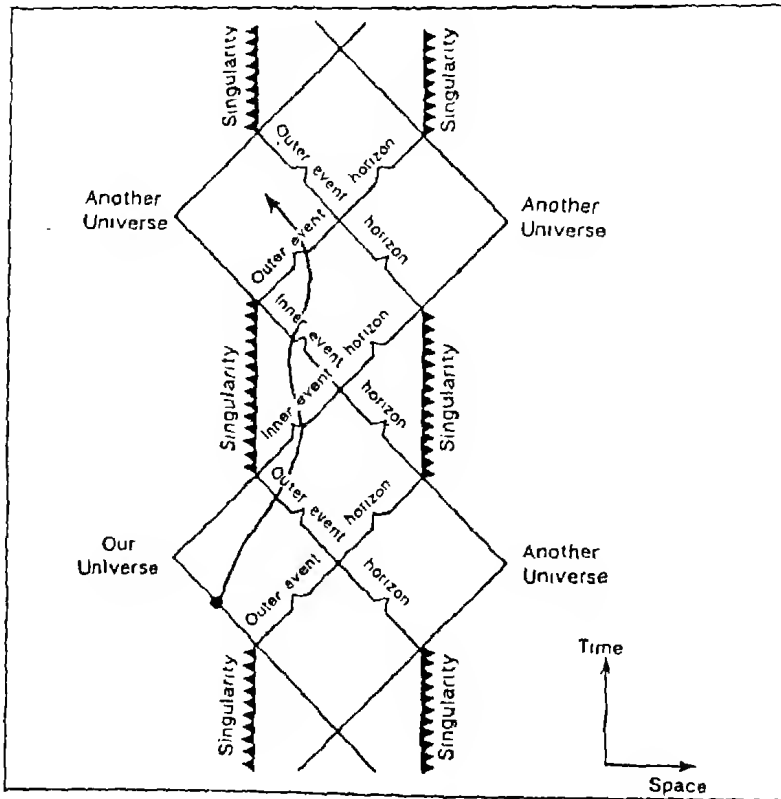 Singularity
Singularity
Outer event
horizon
Another
Universe
Another
Universe
Outer event
horizon
Inner event
horizon
Singularity
Singularity
Inner event
horizon
Outer event
horizon
Our
Universe
Another
Universe
Outer event
horizon
Singularity
Singularity
Time
Space